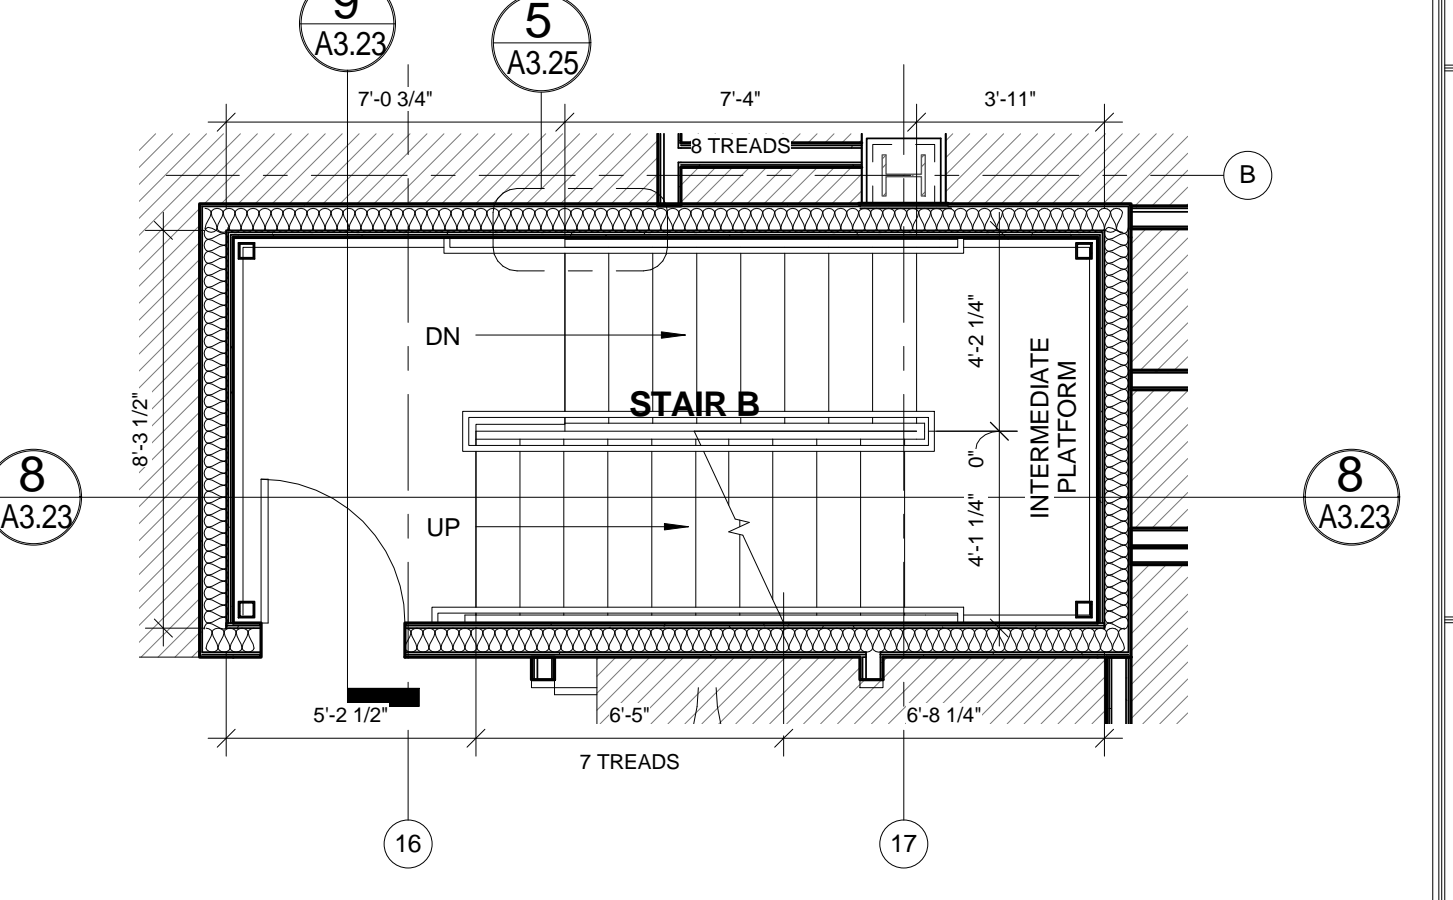 9
A3.23
5
A3.25
7'-0 3/4"
7'-4"
3'-11"
8 TREADS
B
DN
4'-2 1/4"
INTERMEDIATE
PLATFORM
STAIR B
8'-3 1/2"
0"
8
A3.23
8
A3.23
UP
4'-1 1/4"
5'-2 1/2"
6'-5"
6'-8 1/4"
7 TREADS
16
17